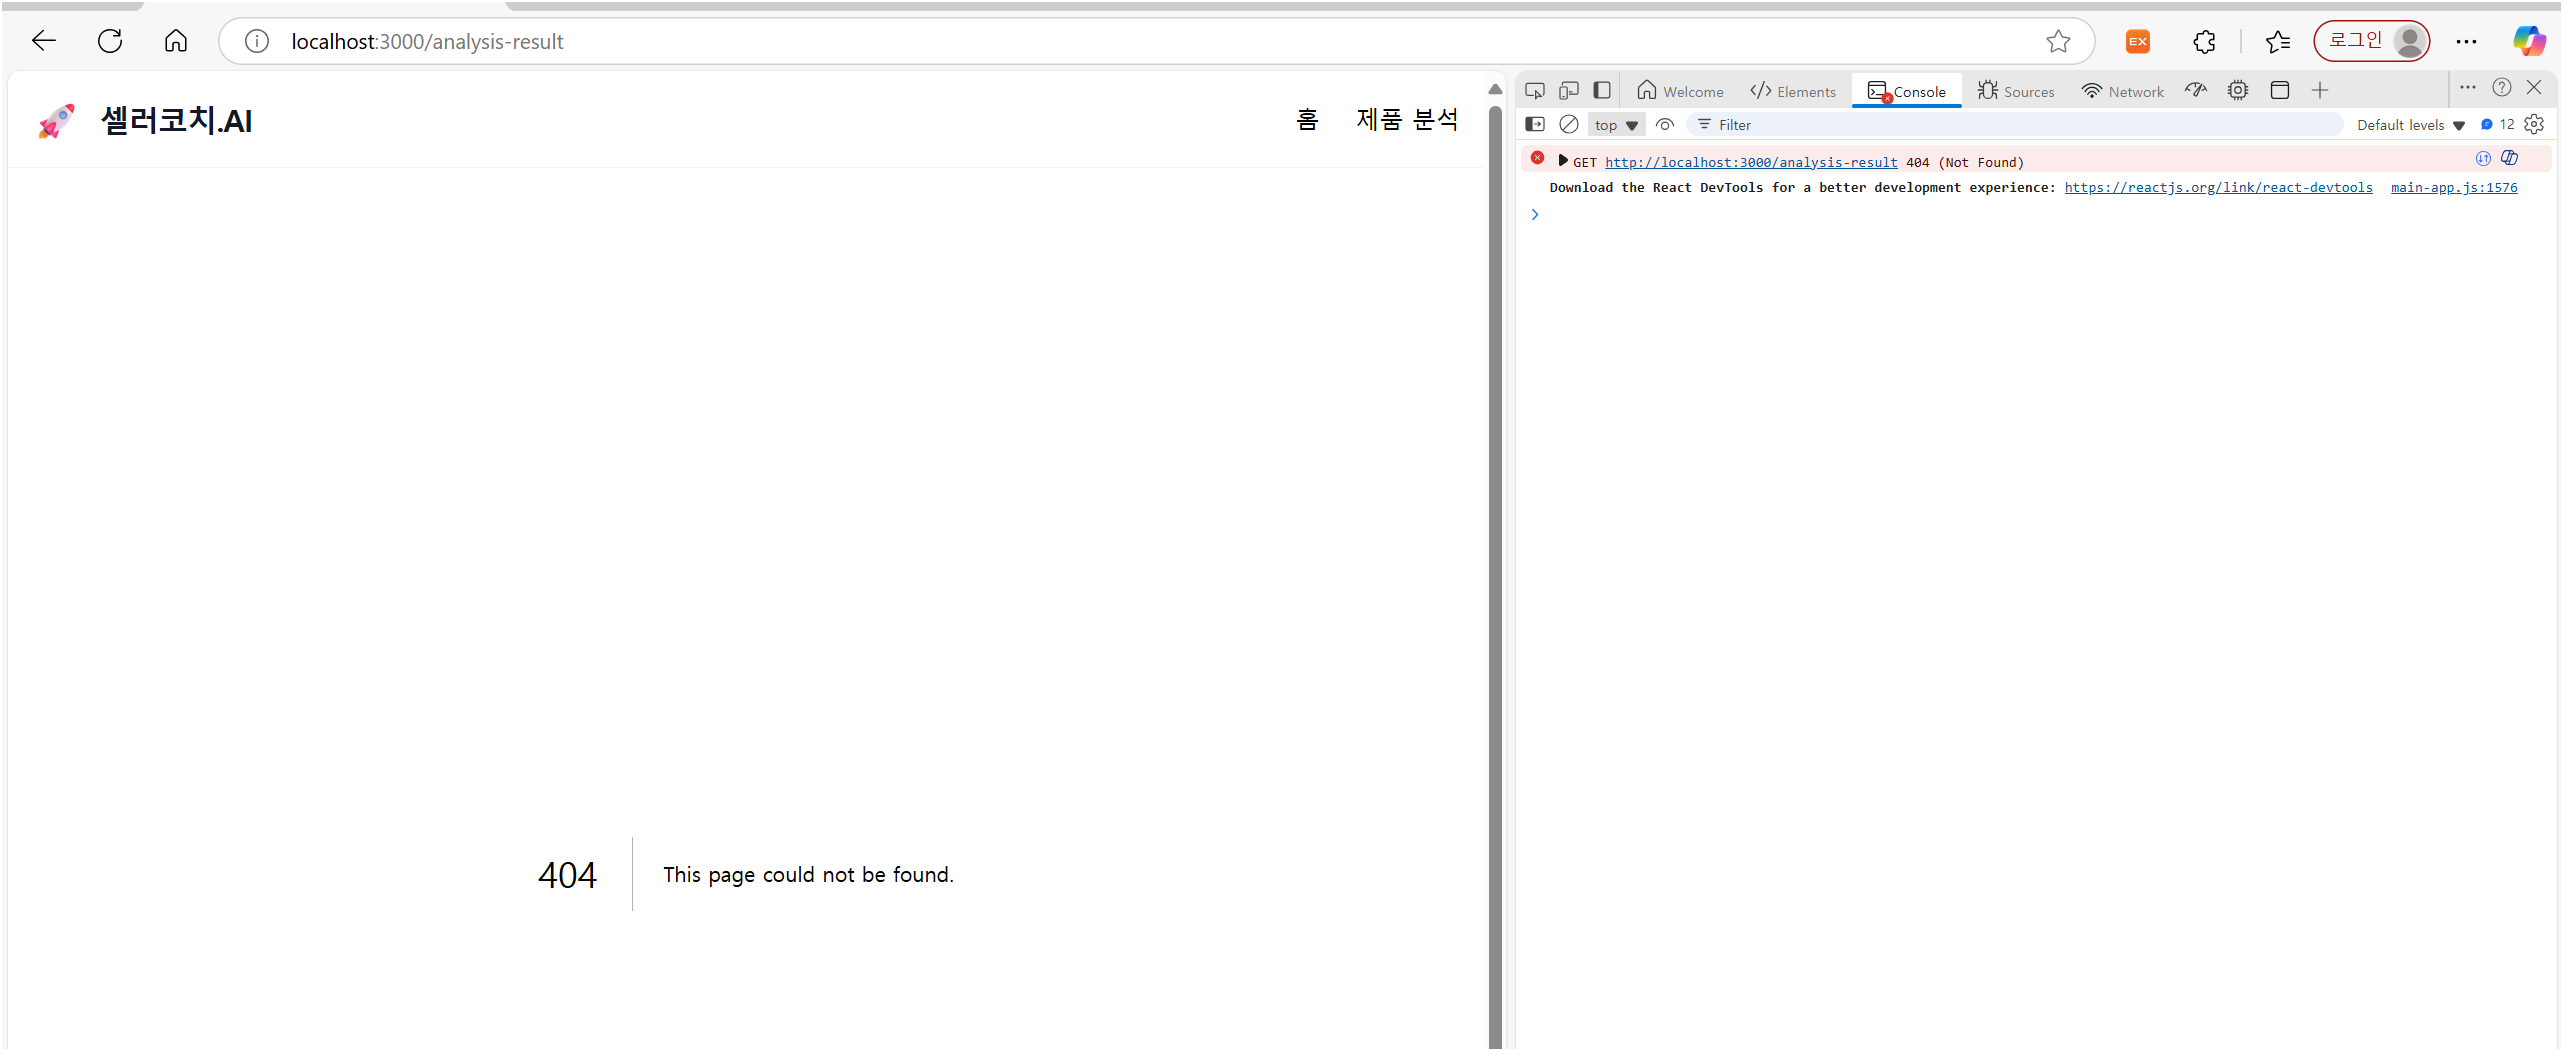 localhost:3000/analysis-result
EX
로그인
셀러코치.AI
홈
제품 분석
404
This page could not be found.
Welcome
Elements
Console
Sources
Network
top
Filter
Default levels
12
GET http://localhost:3000/analysis-result 404 (Not Found)
Download the React DevTools for a better development experience: https://reactjs.org/link/react-devtools main-app.js:1576